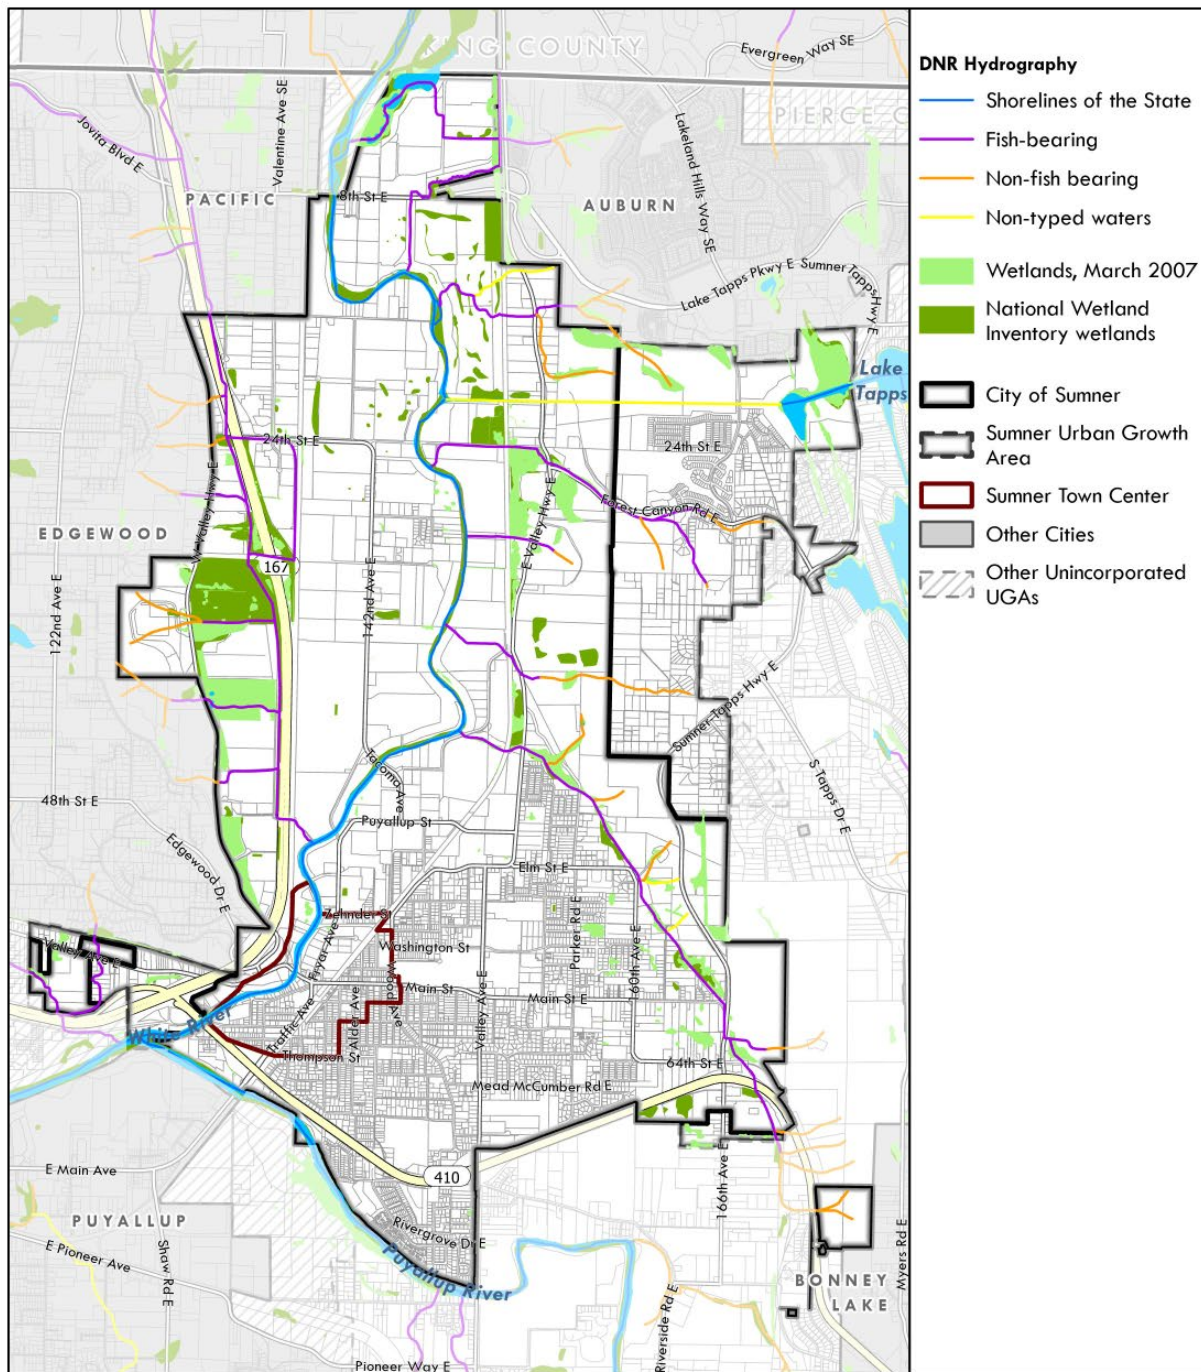 KING COUNTY
Evergreen Way SE
Jovita Blvd E
Valentine Ave SE
Lakeland Hills Way SE
PIERCE C
PACIFIC
8th St E
AUBURN
Lake Tapps Pkwy E
Sumner Tapps Hwy E
Lake
Tapps
24th St E
24th St E
W Valley Hwy E
E Valley Hwy E
Forest Canyon Rd E
EDGEWOOD
167
122nd Ave E
142nd Ave E
Sumner-Tapps Hwy E
S Tapps Dr E
48th St E
Tacoma Ave
Puyallup St
Edgewood Dr E
Elm St E
Zehnder St
Valley Ave E
Fryar Ave
Washington St
Wood Ave
Parker Rd E
160th Ave E
Main St
Main St E
Valley Ave E
White River
Traffic Ave
Alder Ave
Thompson St
64th St E
Mead McCumber Rd E
E Main Ave
410
166th Ave E
PUYALLUP
Rivergrove Dr E
E Pioneer Ave
Shaw Rd E
Puyallup River
Myers Rd E
BONNEY
LAKE
Riverside Rd E
Pioneer Way E
DNR Hydrography
Shorelines of the State
Fish-bearing
Non-fish bearing
Non-typed waters
Wetlands, March 2007
National Wetland
Inventory wetlands
City of Sumner
Sumner Urban Growth
Area
Sumner Town Center
Other Cities
Other Unincorporated
UGAs